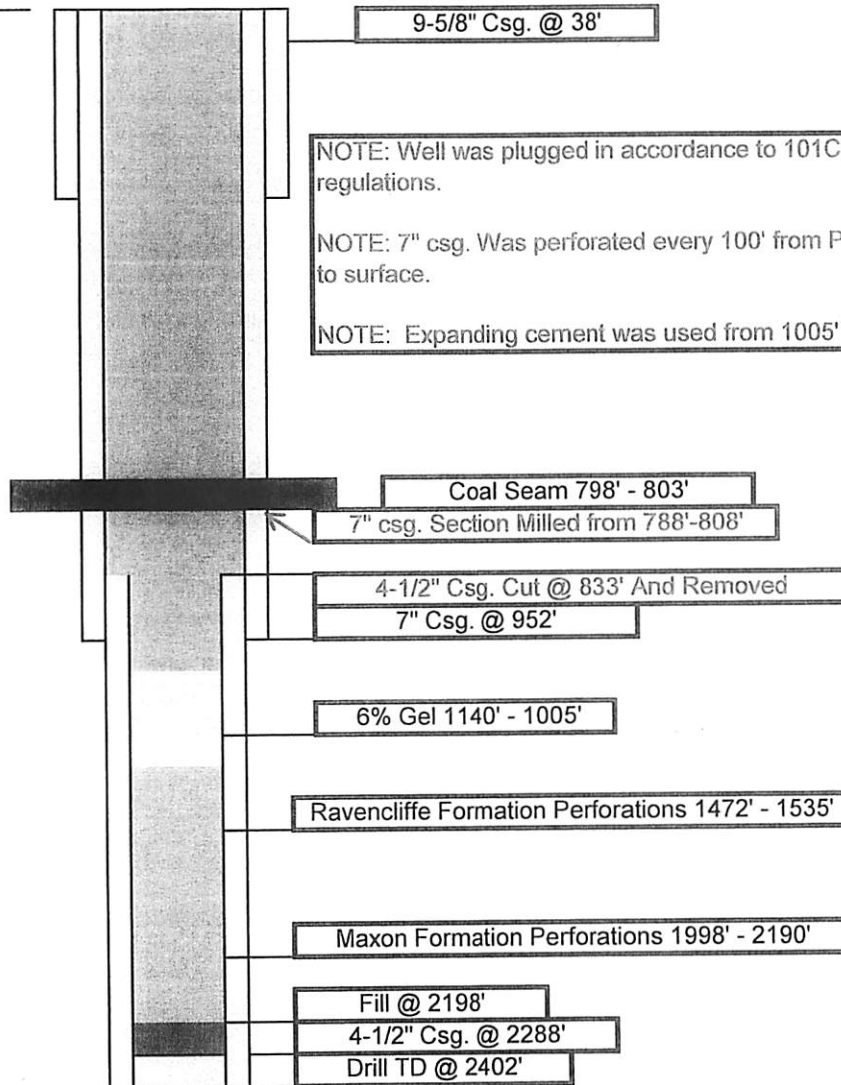 9-5/8" Csg. @ 38'
NOTE: Well was plugged in accordance to 101C
regulations.
NOTE: 7" csg. Was perforated every 100' from P
to surface.
NOTE: Expanding cement was used from 1005'
Coal Seam 798' - 803'
7" csg. Section Milled from 788'-808'
4-1/2" Csg. Cut @ 833' And Removed
7" Csg. @ 952'
6% Gel 1140' - 1005'
Ravencliffe Formation Perforations 1472' - 1535'
Maxon Formation Perforations 1998' - 2190'
Fill @ 2198'
4-1/2" Csg. @ 2288'
Drill TD @ 2402'